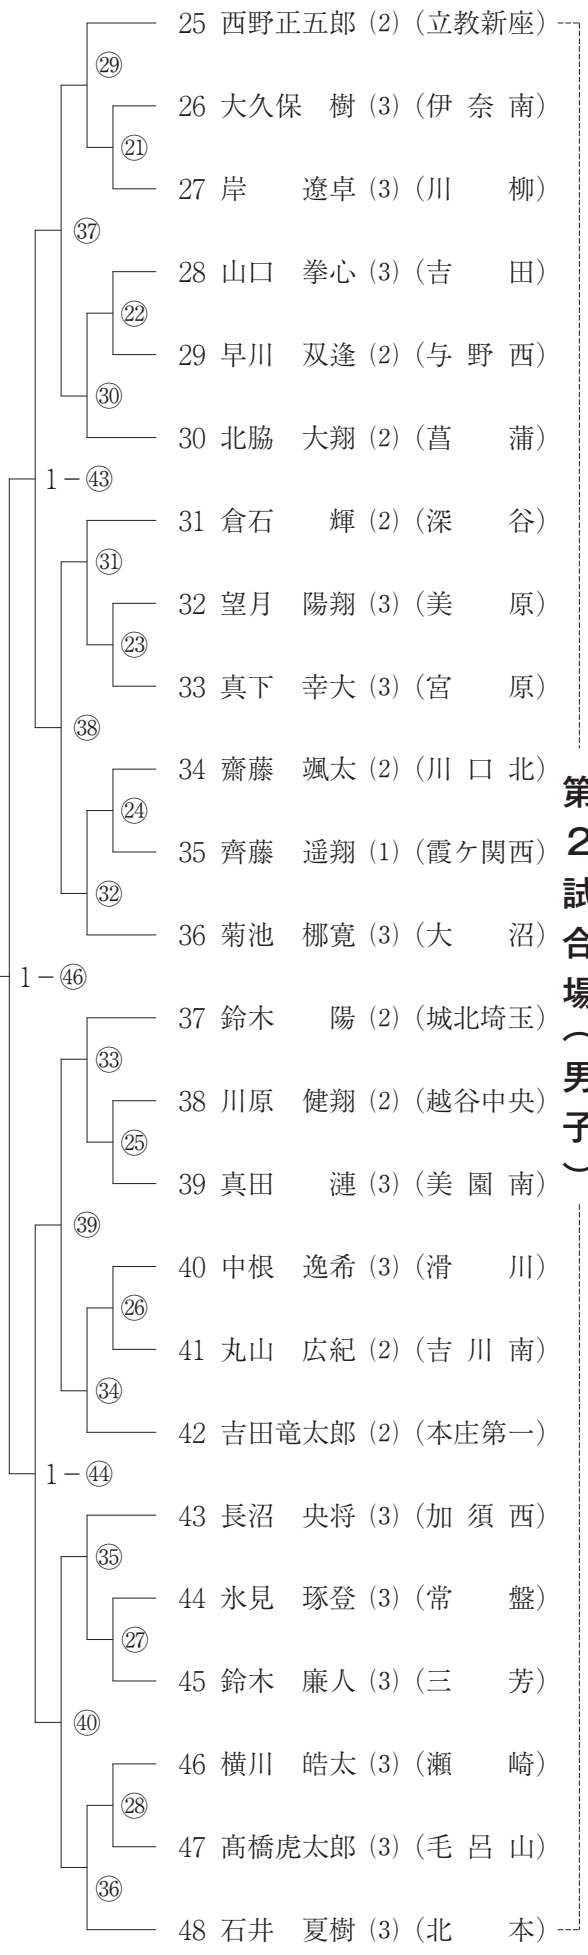 25 西野正五郎 (2) (立教新座)
㉙
26 大久保 樹 (3) (伊奈南)
㉑
27 岸 遼卓 (3) (川柳)
㊲
28 山口 拳心 (3) (吉田)
㉒
29 早川 双逢 (2) (与野西)
㉚
30 北脇 大翔 (2) (菖蒲)
1-㊸
31 倉石 輝 (2) (深谷)
㉛
32 望月 陽翔 (3) (美原)
㉓
33 真下 幸大 (3) (宮原)
㊳
34 齋藤 颯太 (2) (川口北)
㉔
35 齊藤 遥翔 (1) (霞ケ関西)
㉜
36 菊池 梛寛 (3) (大沼)
1-㊻
37 鈴木 陽 (2) (城北埼玉)
㉝
38 川原 健翔 (2) (越谷中央)
㉕
39 真田 漣 (3) (美園南)
㊴
40 中根 逸希 (3) (滑川)
㉖
41 丸山 広紀 (2) (吉川南)
㉞
42 吉田竜太郎 (2) (本庄第一)
1-㊹
43 長沼 央将 (3) (加須西)
㉟
44 氷見 琢登 (3) (常盤)
㉗
45 鈴木 廉人 (3) (三芳)
㊵
46 横川 皓太 (3) (瀬崎)
㉘
47 髙橋虎太郎 (3) (毛呂山)
㊱
48 石井 夏樹 (3) (北本)
第2試合場(男子)